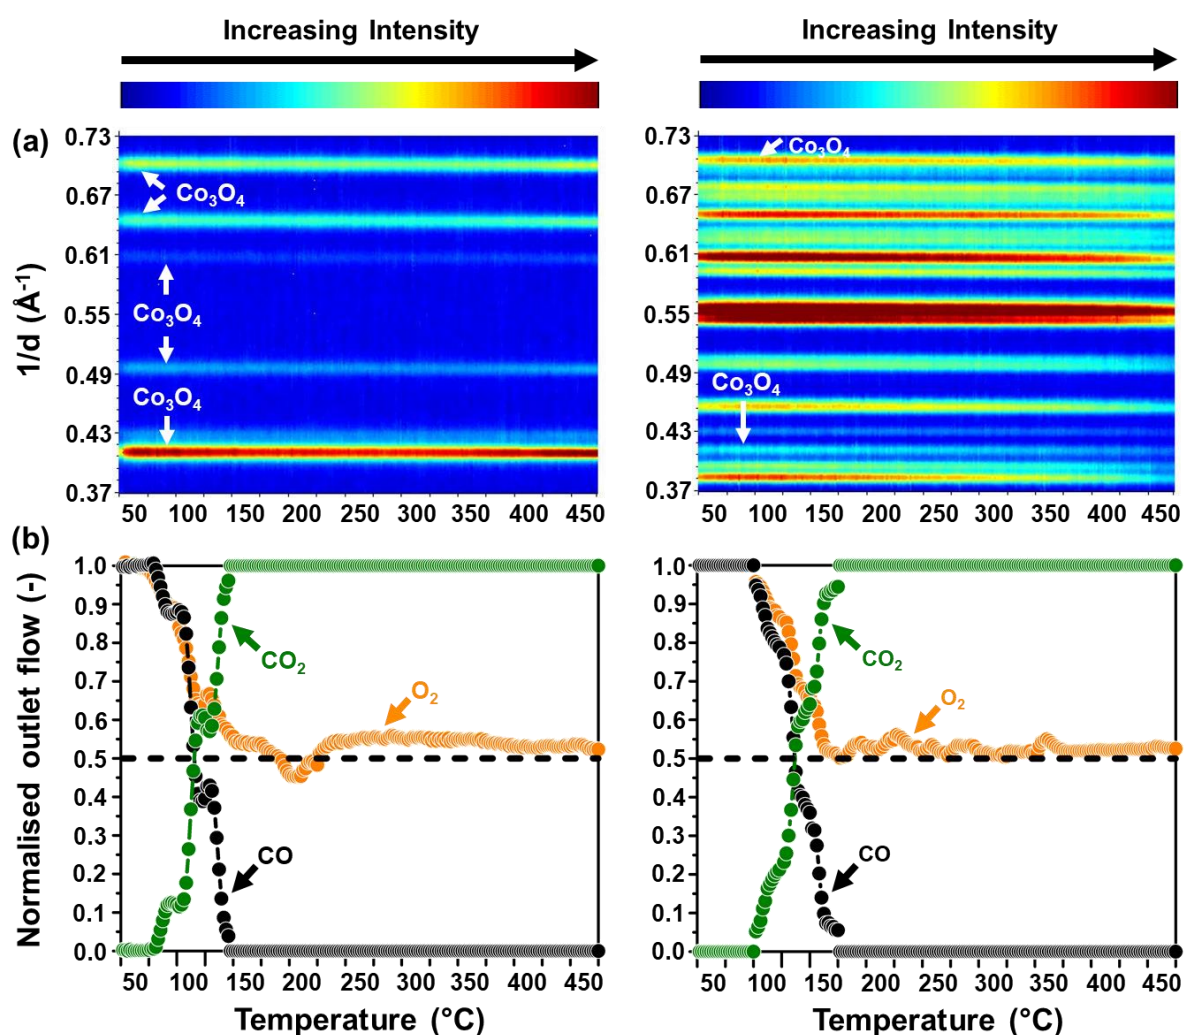 Increasing Intensity
Increasing Intensity
(a)
1/d (Å⁻¹)
0.73
0.67
0.61
0.55
0.49
0.43
0.37
Co₃O₄
Co₃O₄
Co₃O₄
50 100 150 200 250 300 350 400 450
0.73
0.67
0.61
0.55
0.49
0.43
0.37
Co₃O₄
Co₃O₄
50 100 150 200 250 300 350 400 450
(b)
Normalised outlet flow (-)
1.0
0.9
0.8
0.7
0.6
0.5
0.4
0.3
0.2
0.1
0.0
CO₂
O₂
CO
50 100 150 200 250 300 350 400 450
Temperature (°C)
1.0
0.9
0.8
0.7
0.6
0.5
0.4
0.3
0.2
0.1
0.0
CO₂
O₂
CO
50 100 150 200 250 300 350 400 450
Temperature (°C)